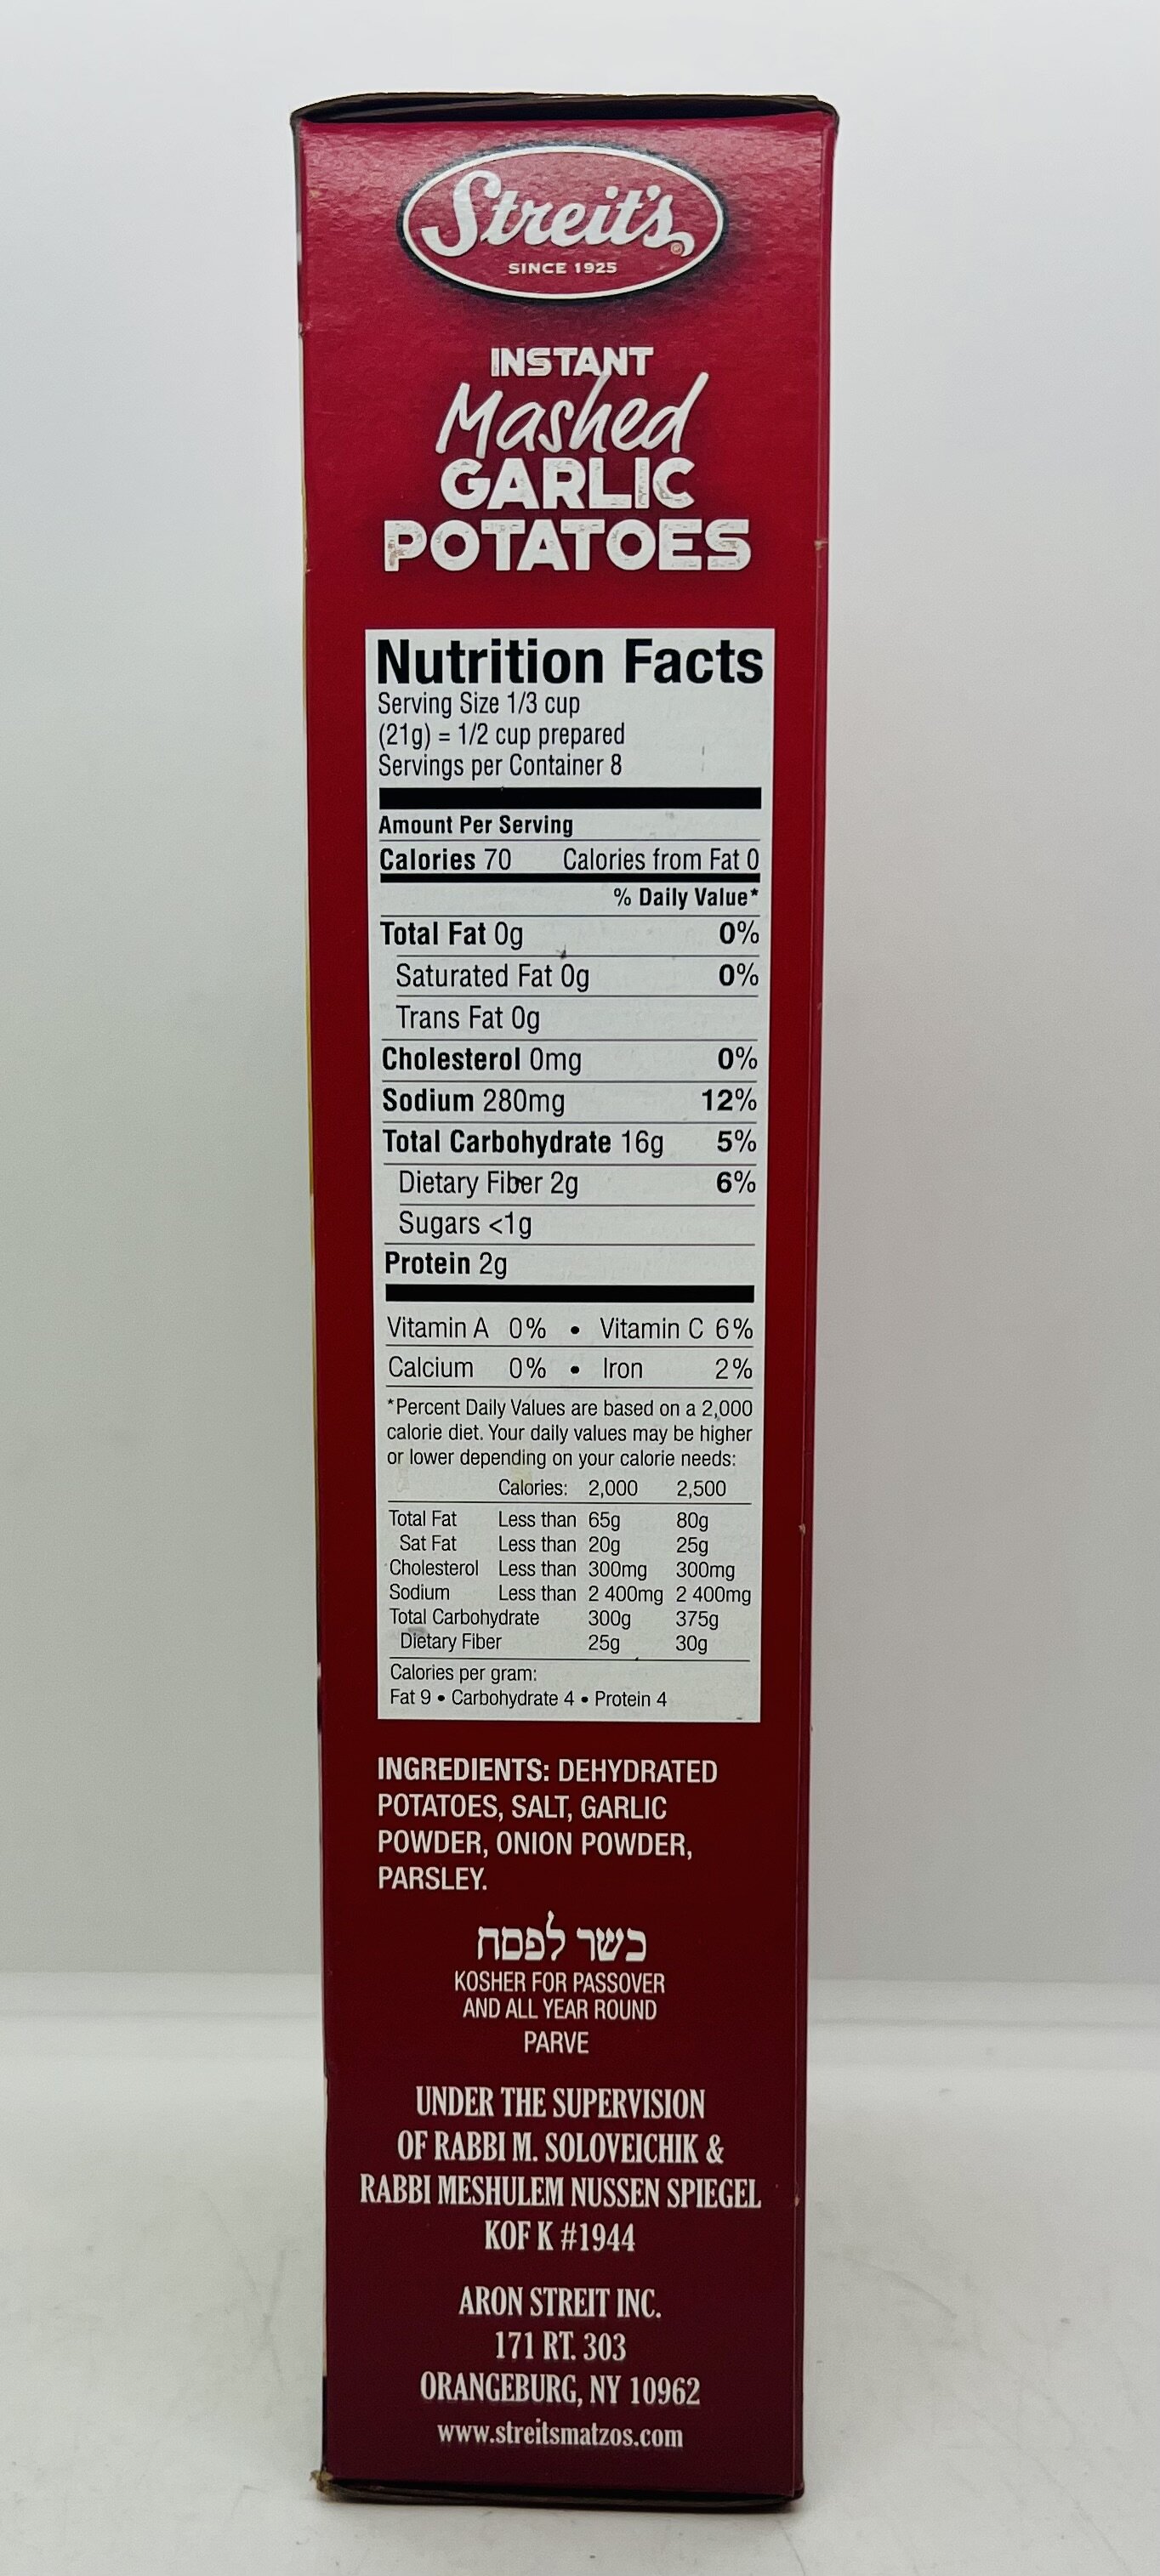 Streit's
SINCE 1925
INSTANT
Mashed
GARLIC
POTATOES
Nutrition Facts
Serving Size 1/3 cup
(21g) = 1/2 cup prepared
Servings per Container 8
Amount Per Serving
Calories 70 Calories from Fat 0
% Daily Value*
Total Fat 0g 0%
Saturated Fat 0g 0%
Trans Fat 0g
Cholesterol 0mg 0%
Sodium 280mg 12%
Total Carbohydrate 16g 5%
Dietary Fiber 2g 6%
Sugars <1g
Protein 2g
Vitamin A 0% • Vitamin C 6%
Calcium 0% • Iron 2%
*Percent Daily Values are based on a 2,000
calorie diet. Your daily values may be higher
or lower depending on your calorie needs:
Calories: 2,000 2,500
Total Fat Less than 65g 80g
Sat Fat Less than 20g 25g
Cholesterol Less than 300mg 300mg
Sodium Less than 2 400mg 2 400mg
Total Carbohydrate 300g 375g
Dietary Fiber 25g 30g
Calories per gram:
Fat 9 • Carbohydrate 4 • Protein 4
INGREDIENTS: DEHYDRATED
POTATOES, SALT, GARLIC
POWDER, ONION POWDER,
PARSLEY.
כשר לפסח
KOSHER FOR PASSOVER
AND ALL YEAR ROUND
PARVE
UNDER THE SUPERVISION
OF RABBI M. SOLOVEICHIK &
RABBI MESHULEM NUSSEN SPIEGEL
KOF K #1944
ARON STREIT INC.
171 RT. 303
ORANGEBURG, NY 10962
www.streitsmatzos.com